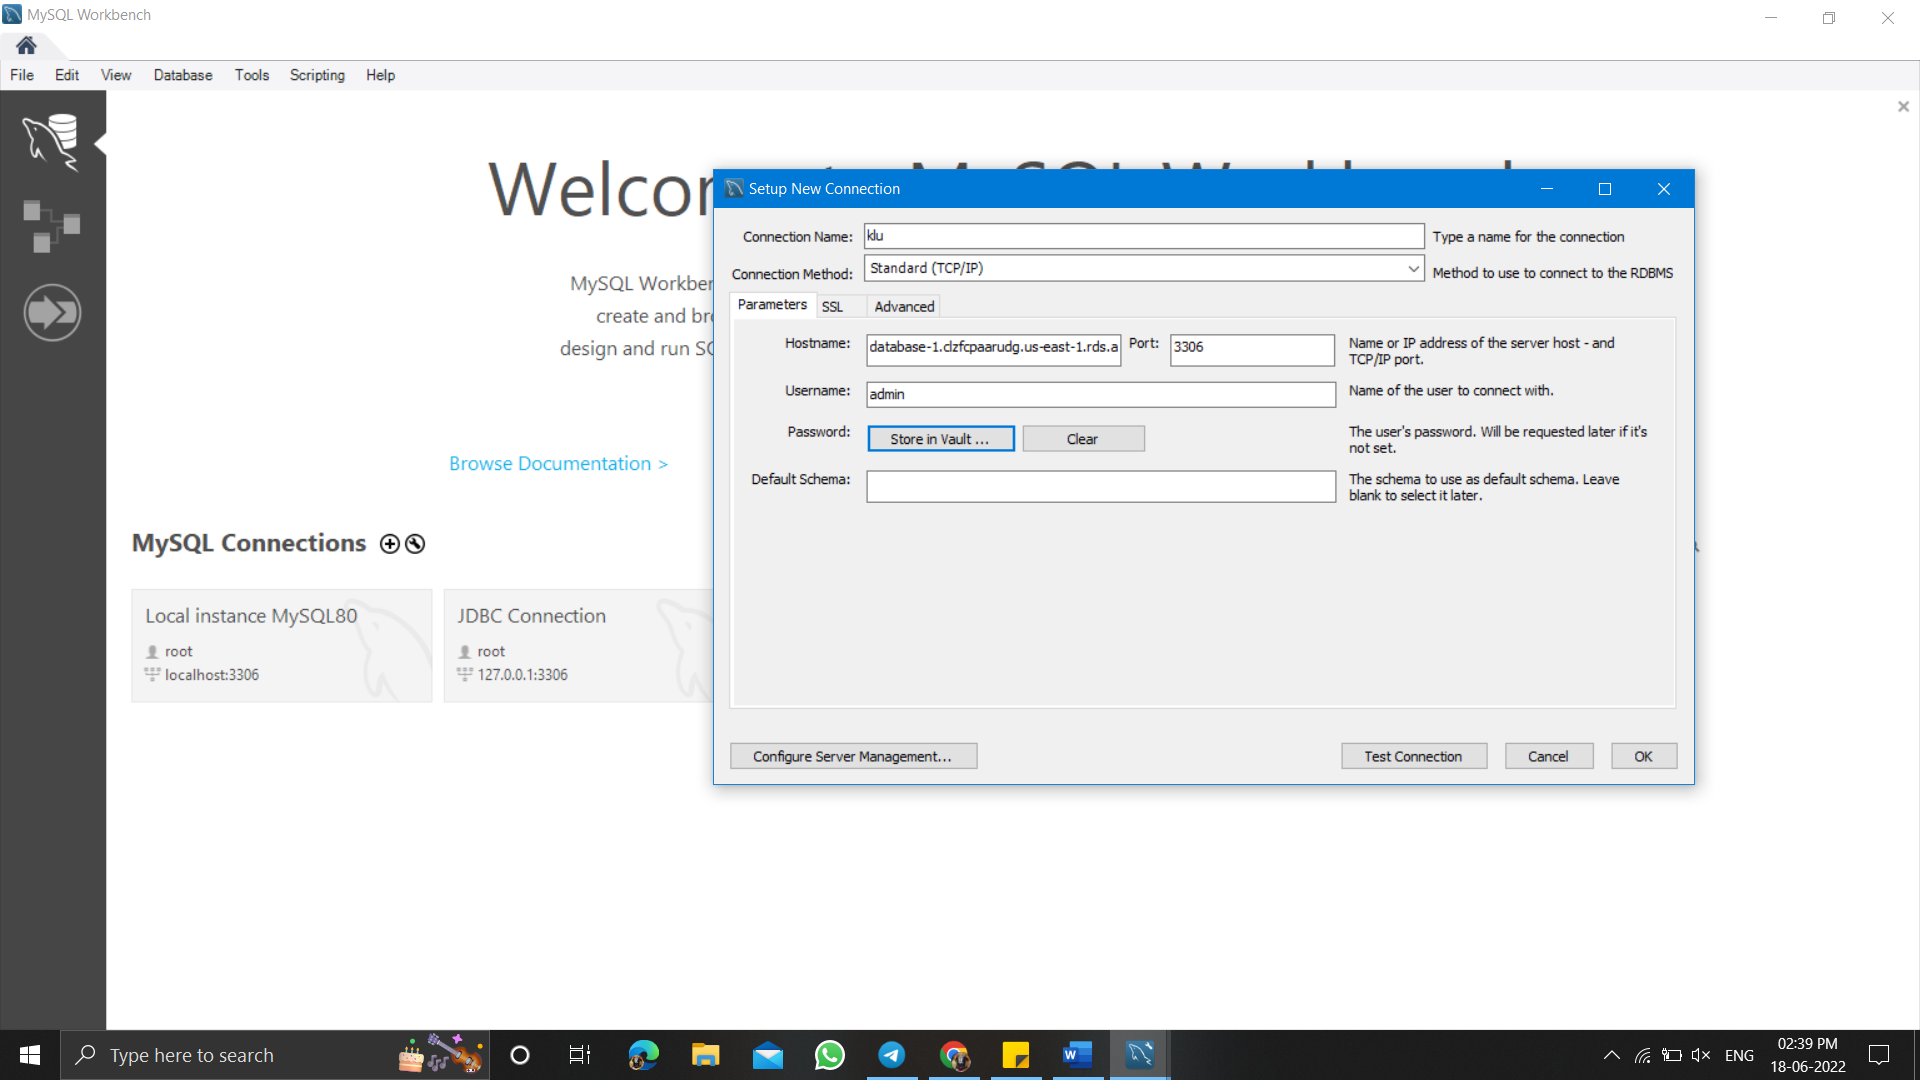 MySQL Workbench
File Edit View Database Tools Scripting Help
Welcom
MySQL Workber
create and bro
design and run SQ
Browse Documentation >
MySQL Connections
Local instance MySQL80
root
localhost:3306
JDBC Connection
root
127.0.0.1:3306
Setup New Connection
Connection Name: klu Type a name for the connection
Connection Method: Standard (TCP/IP) Method to use to connect to the RDBMS
Parameters SSL Advanced
Hostname: database-1.clzfcpaarudg.us-east-1.rds.a Port: 3306 Name or IP address of the server host - and
TCP/IP port.
Username: admin Name of the user to connect with.
Password: Store in Vault ... Clear The user's password. Will be requested later if it's
not set.
Default Schema: The schema to use as default schema. Leave
blank to select it later.
Configure Server Management... Test Connection Cancel OK
Type here to search
ENG
02:39 PM
18-06-2022